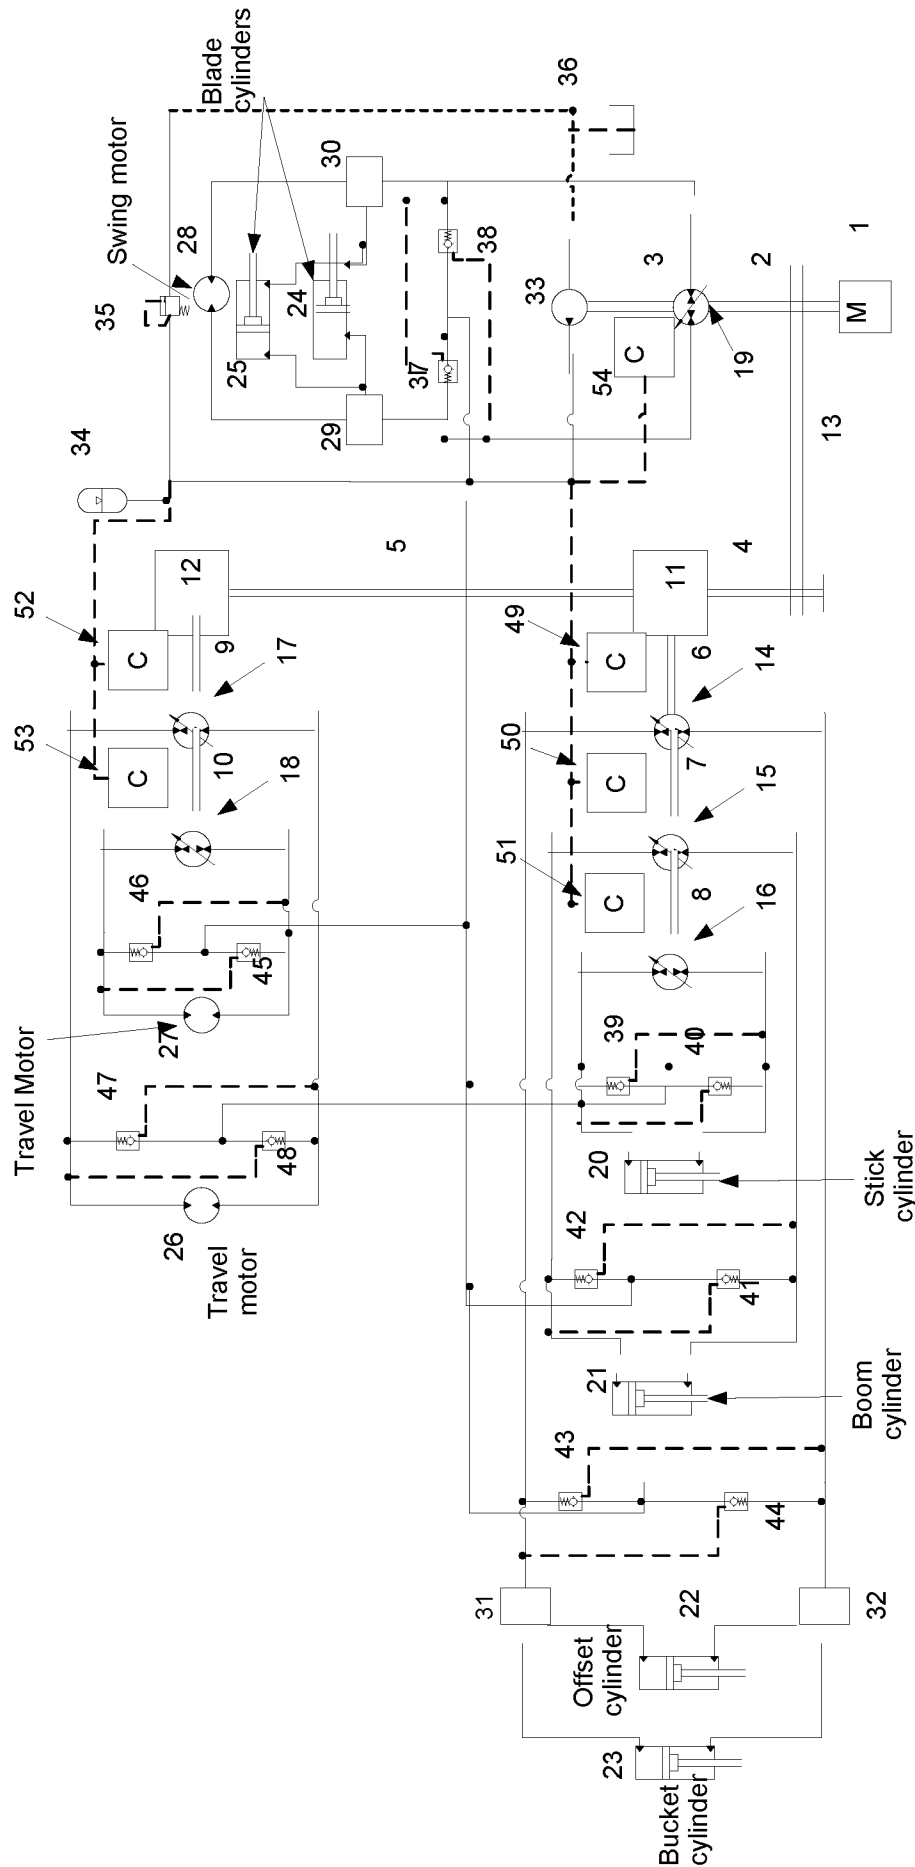 Travel Motor
53
52
34
47
35
Swing motor
46
C
C
26
27
12
28
Travel
motor
Blade
cylinders
10
9
25
45
48
18
17
24
29
30
5
37
31
38
51
50
49
33
43
36
42
Offset
cylinder
23
21
20
54
39
C
C
C
C
11
3
Bucket
cylinder
22
40
8
7
6
41
4
19
44
16
15
14
2
13
M
1
32
Boom
cylinder
Stick
cylinder